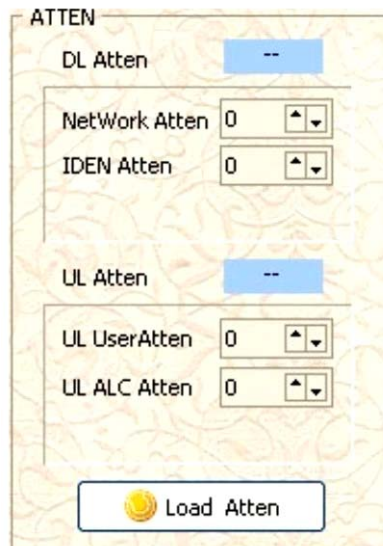 ATTEN
DL Atten --
NetWork Atten 0
IDEN Atten 0
UL Atten --
UL UserAtten 0
UL ALC Atten 0
Load Atten